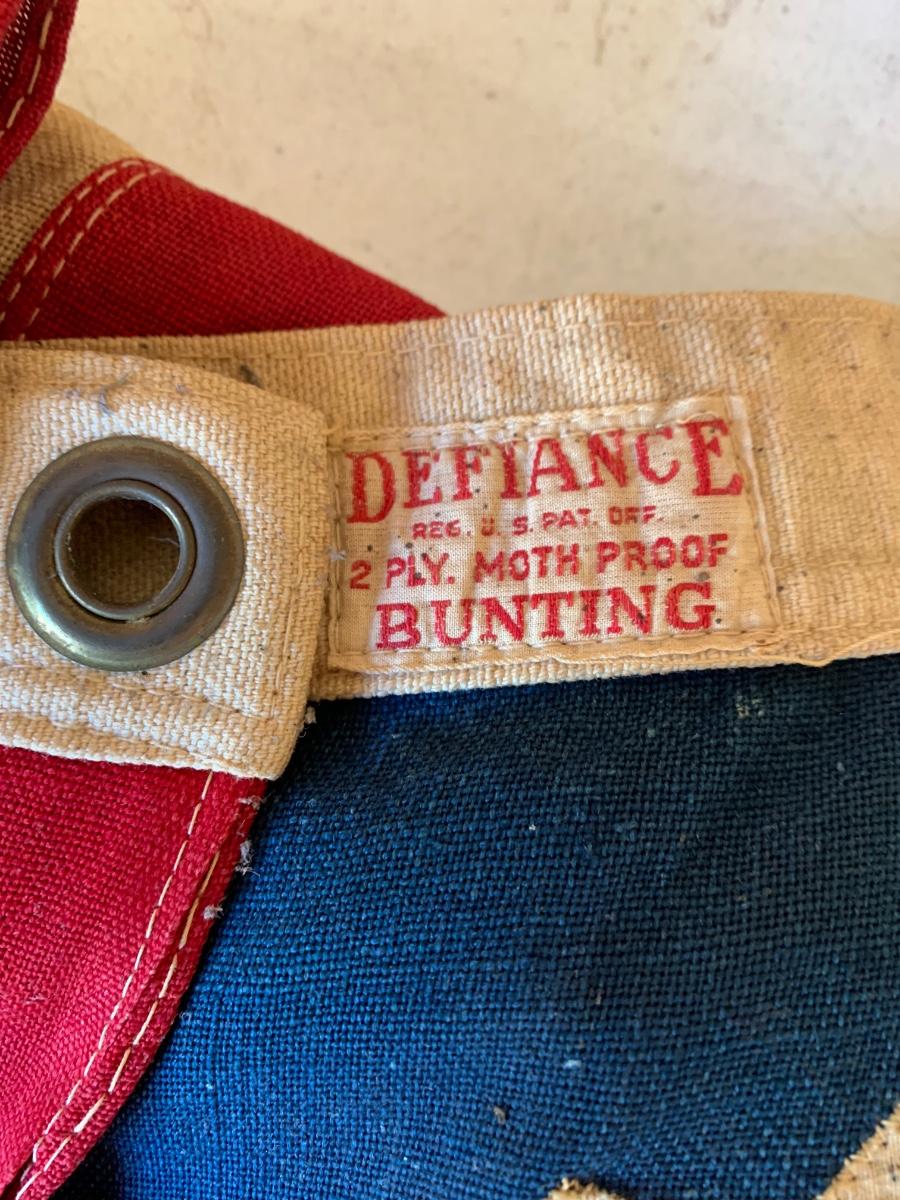 DEFIANCE
REG. U. S. PAT. OFF.
2 PLY. MOTH PROOF
BUNTING